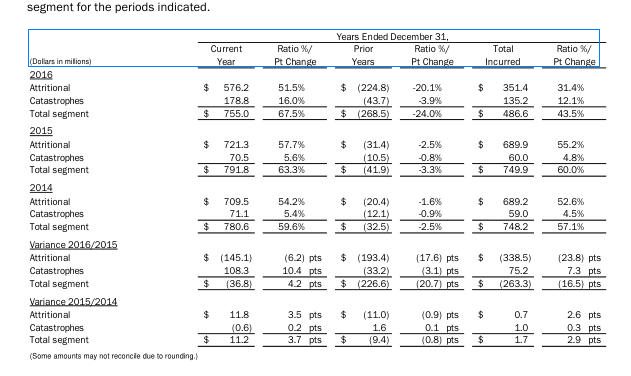 segment for the periods indicated.
Years Ended December 31,
Current Ratio %/ Prior Ratio %/ Total Ratio %/
(Dollars in millions) Year Pt Change Years Pt Change Incurred Pt Change
2016
Attritional $ 576.2 51.5% $ (224.8) -20.1% $ 351.4 31.4%
Catastrophes 178.8 16.0% (43.7) -3.9% 135.2 12.1%
Total segment $ 755.0 67.5% $ (268.5) -24.0% $ 486.6 43.5%
2015
Attritional $ 721.3 57.7% $ (31.4) -2.5% $ 689.9 55.2%
Catastrophes 70.5 5.6% (10.5) -0.8% 60.0 4.8%
Total segment $ 791.8 63.3% $ (41.9) -3.3% $ 749.9 60.0%
2014
Attritional $ 709.5 54.2% $ (20.4) -1.6% $ 689.2 52.6%
Catastrophes 71.1 5.4% (12.1) -0.9% 59.0 4.5%
Total segment $ 780.6 59.6% $ (32.5) -2.5% $ 748.2 57.1%
Variance 2016/2015
Attritional $ (145.1) (6.2) pts $ (193.4) (17.6) pts $ (338.5) (23.8) pts
Catastrophes 108.3 10.4 pts (33.2) (3.1) pts 75.2 7.3 pts
Total segment $ (36.8) 4.2 pts $ (226.6) (20.7) pts $ (263.3) (16.5) pts
Variance 2015/2014
Attritional $ 11.8 3.5 pts $ (11.0) (0.9) pts $ 0.7 2.6 pts
Catastrophes (0.6) 0.2 pts 1.6 0.1 pts 1.0 0.3 pts
Total segment $ 11.2 3.7 pts $ (9.4) (0.8) pts $ 1.7 2.9 pts
(Some amounts may not reconcile due to rounding.)